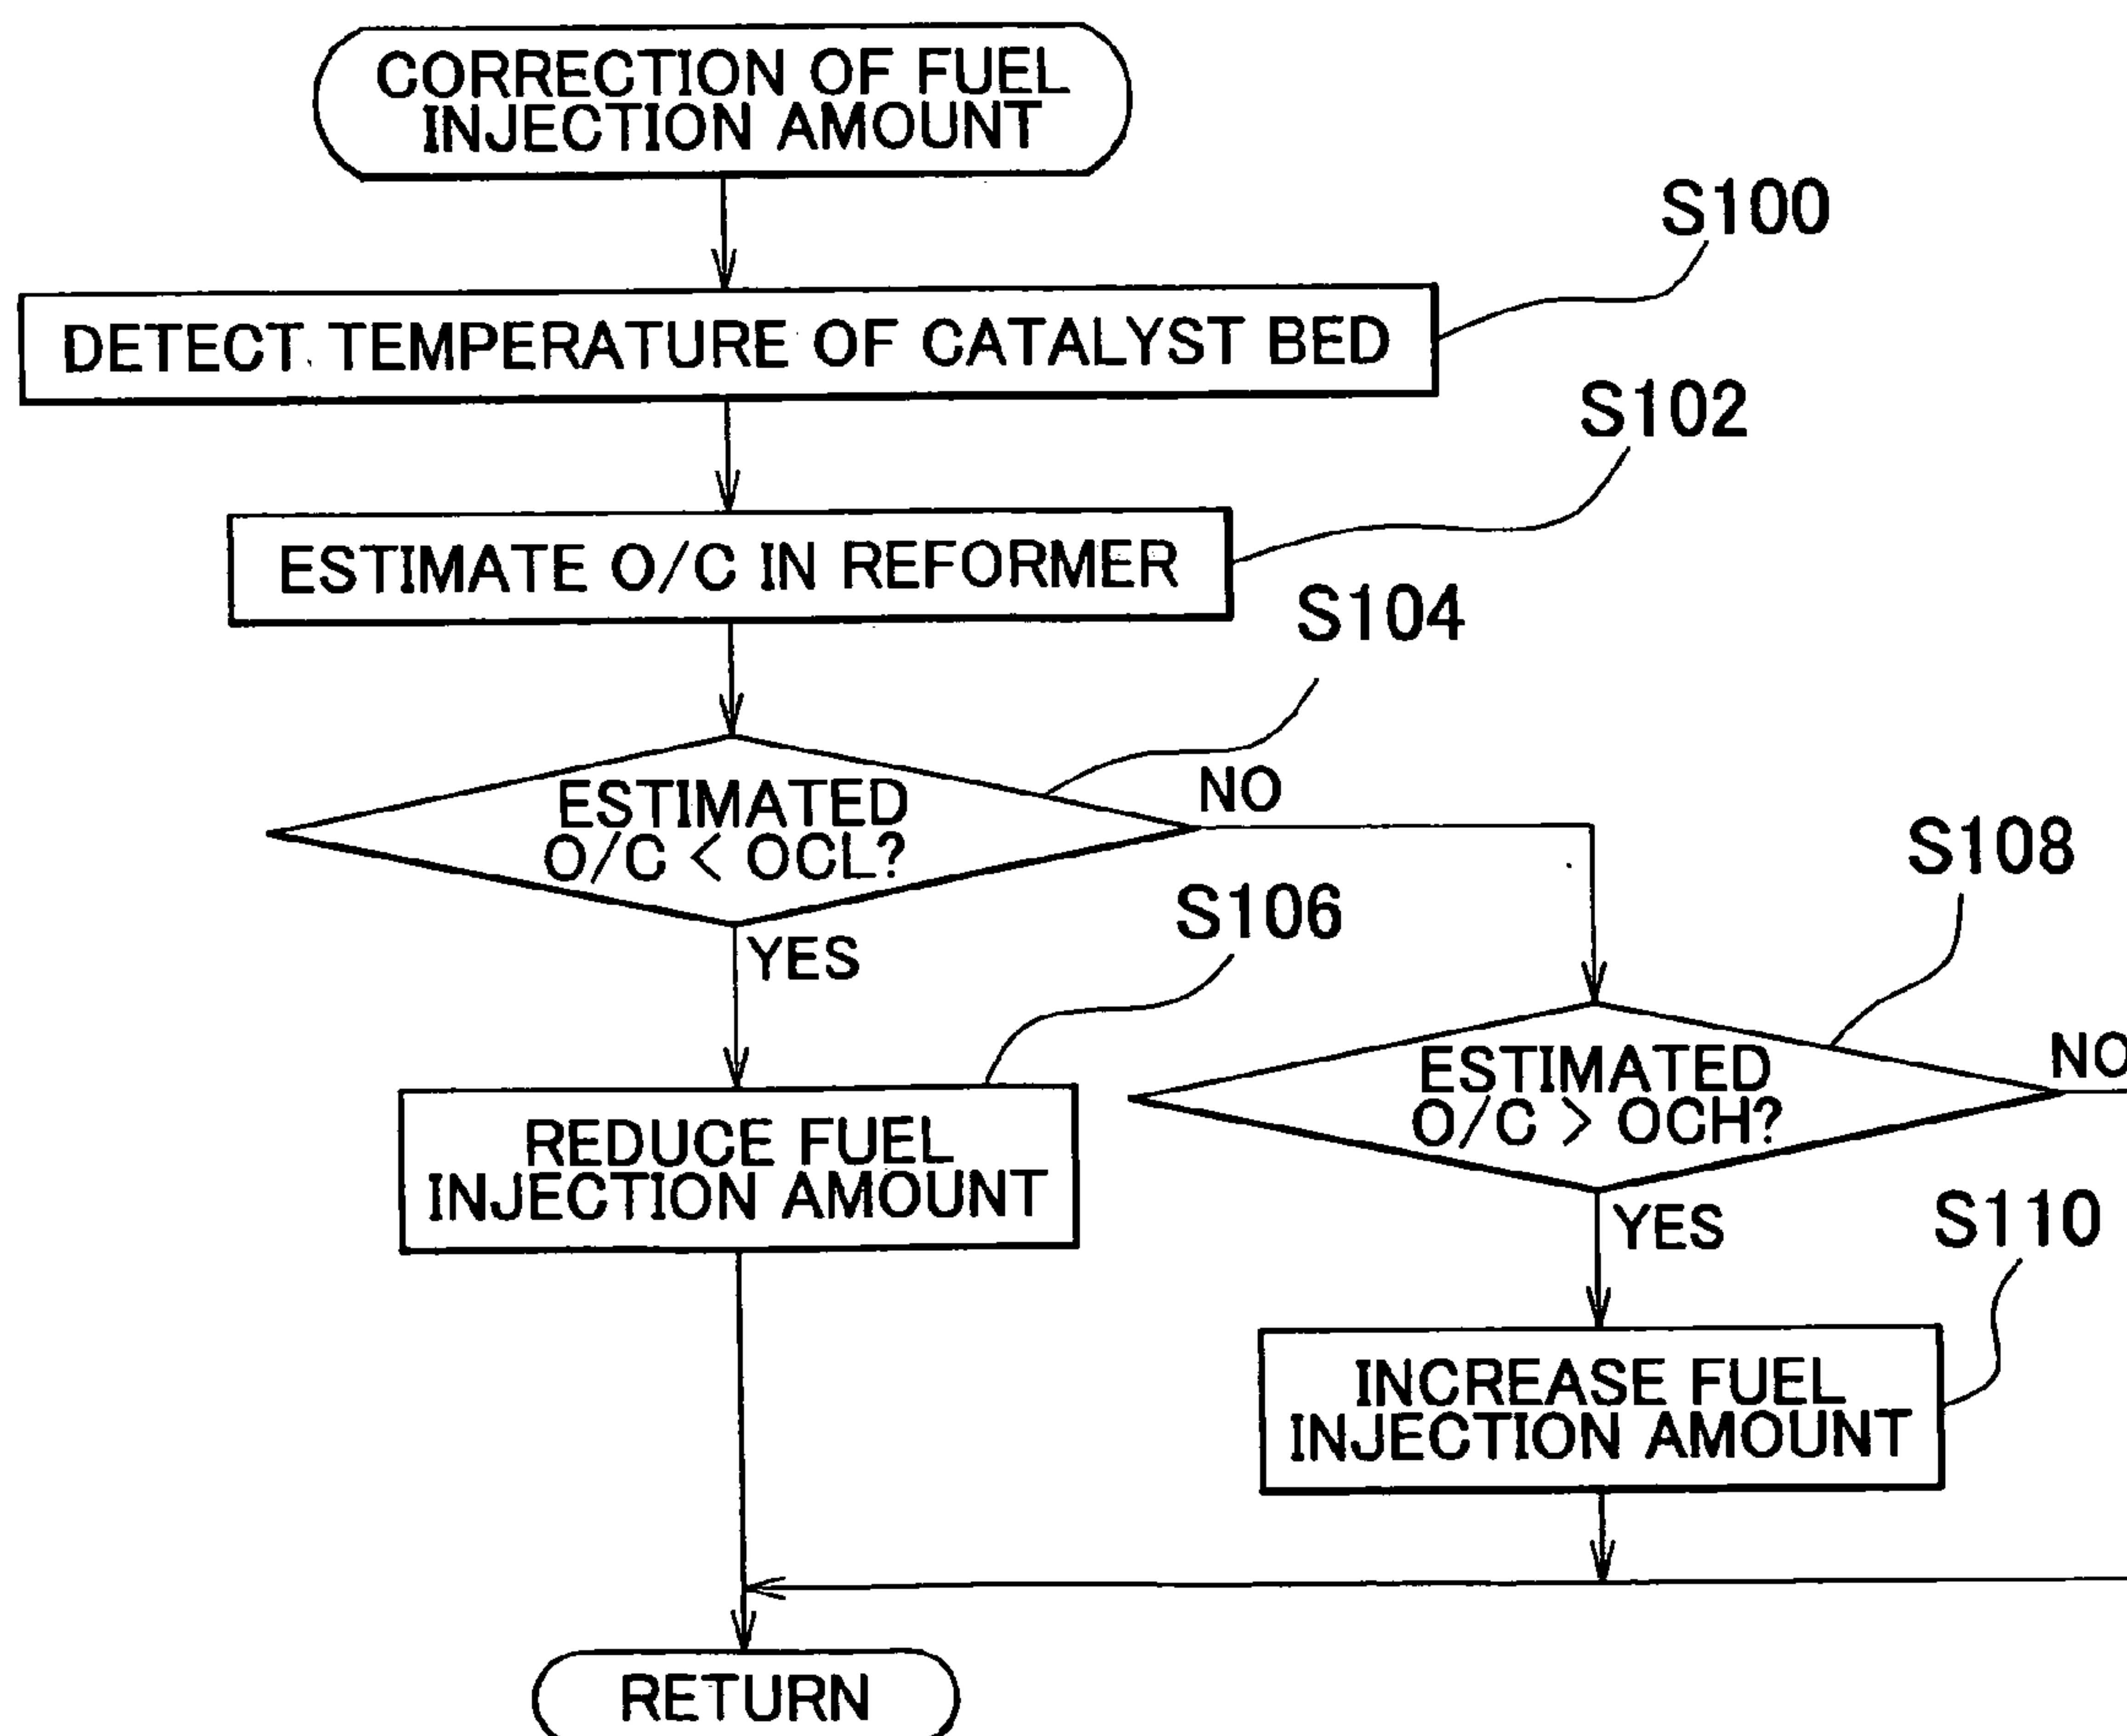 CORRECTION OF FUEL
INJECTION AMOUNT
S100
DETECT TEMPERATURE OF CATALYST BED
S102
ESTIMATE O/C IN REFORMER
S104
ESTIMATED
O/C < OCL?
NO
YES
S106
REDUCE FUEL
INJECTION AMOUNT
S108
ESTIMATED
O/C > OCH?
NO
YES
S110
INCREASE FUEL
INJECTION AMOUNT
RETURN